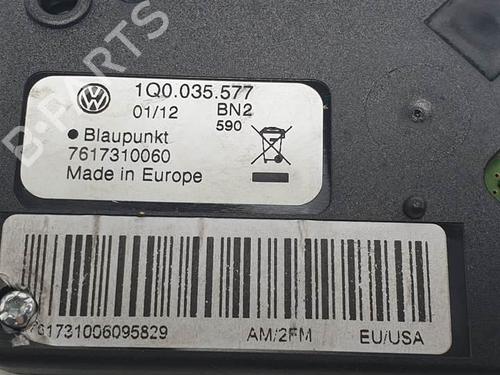 1Q0.035.577
01/12 BN2
590
Blaupunkt
7617310060
Made in Europe
761731006095829 AM/2FM EU/USA
B-PARTS